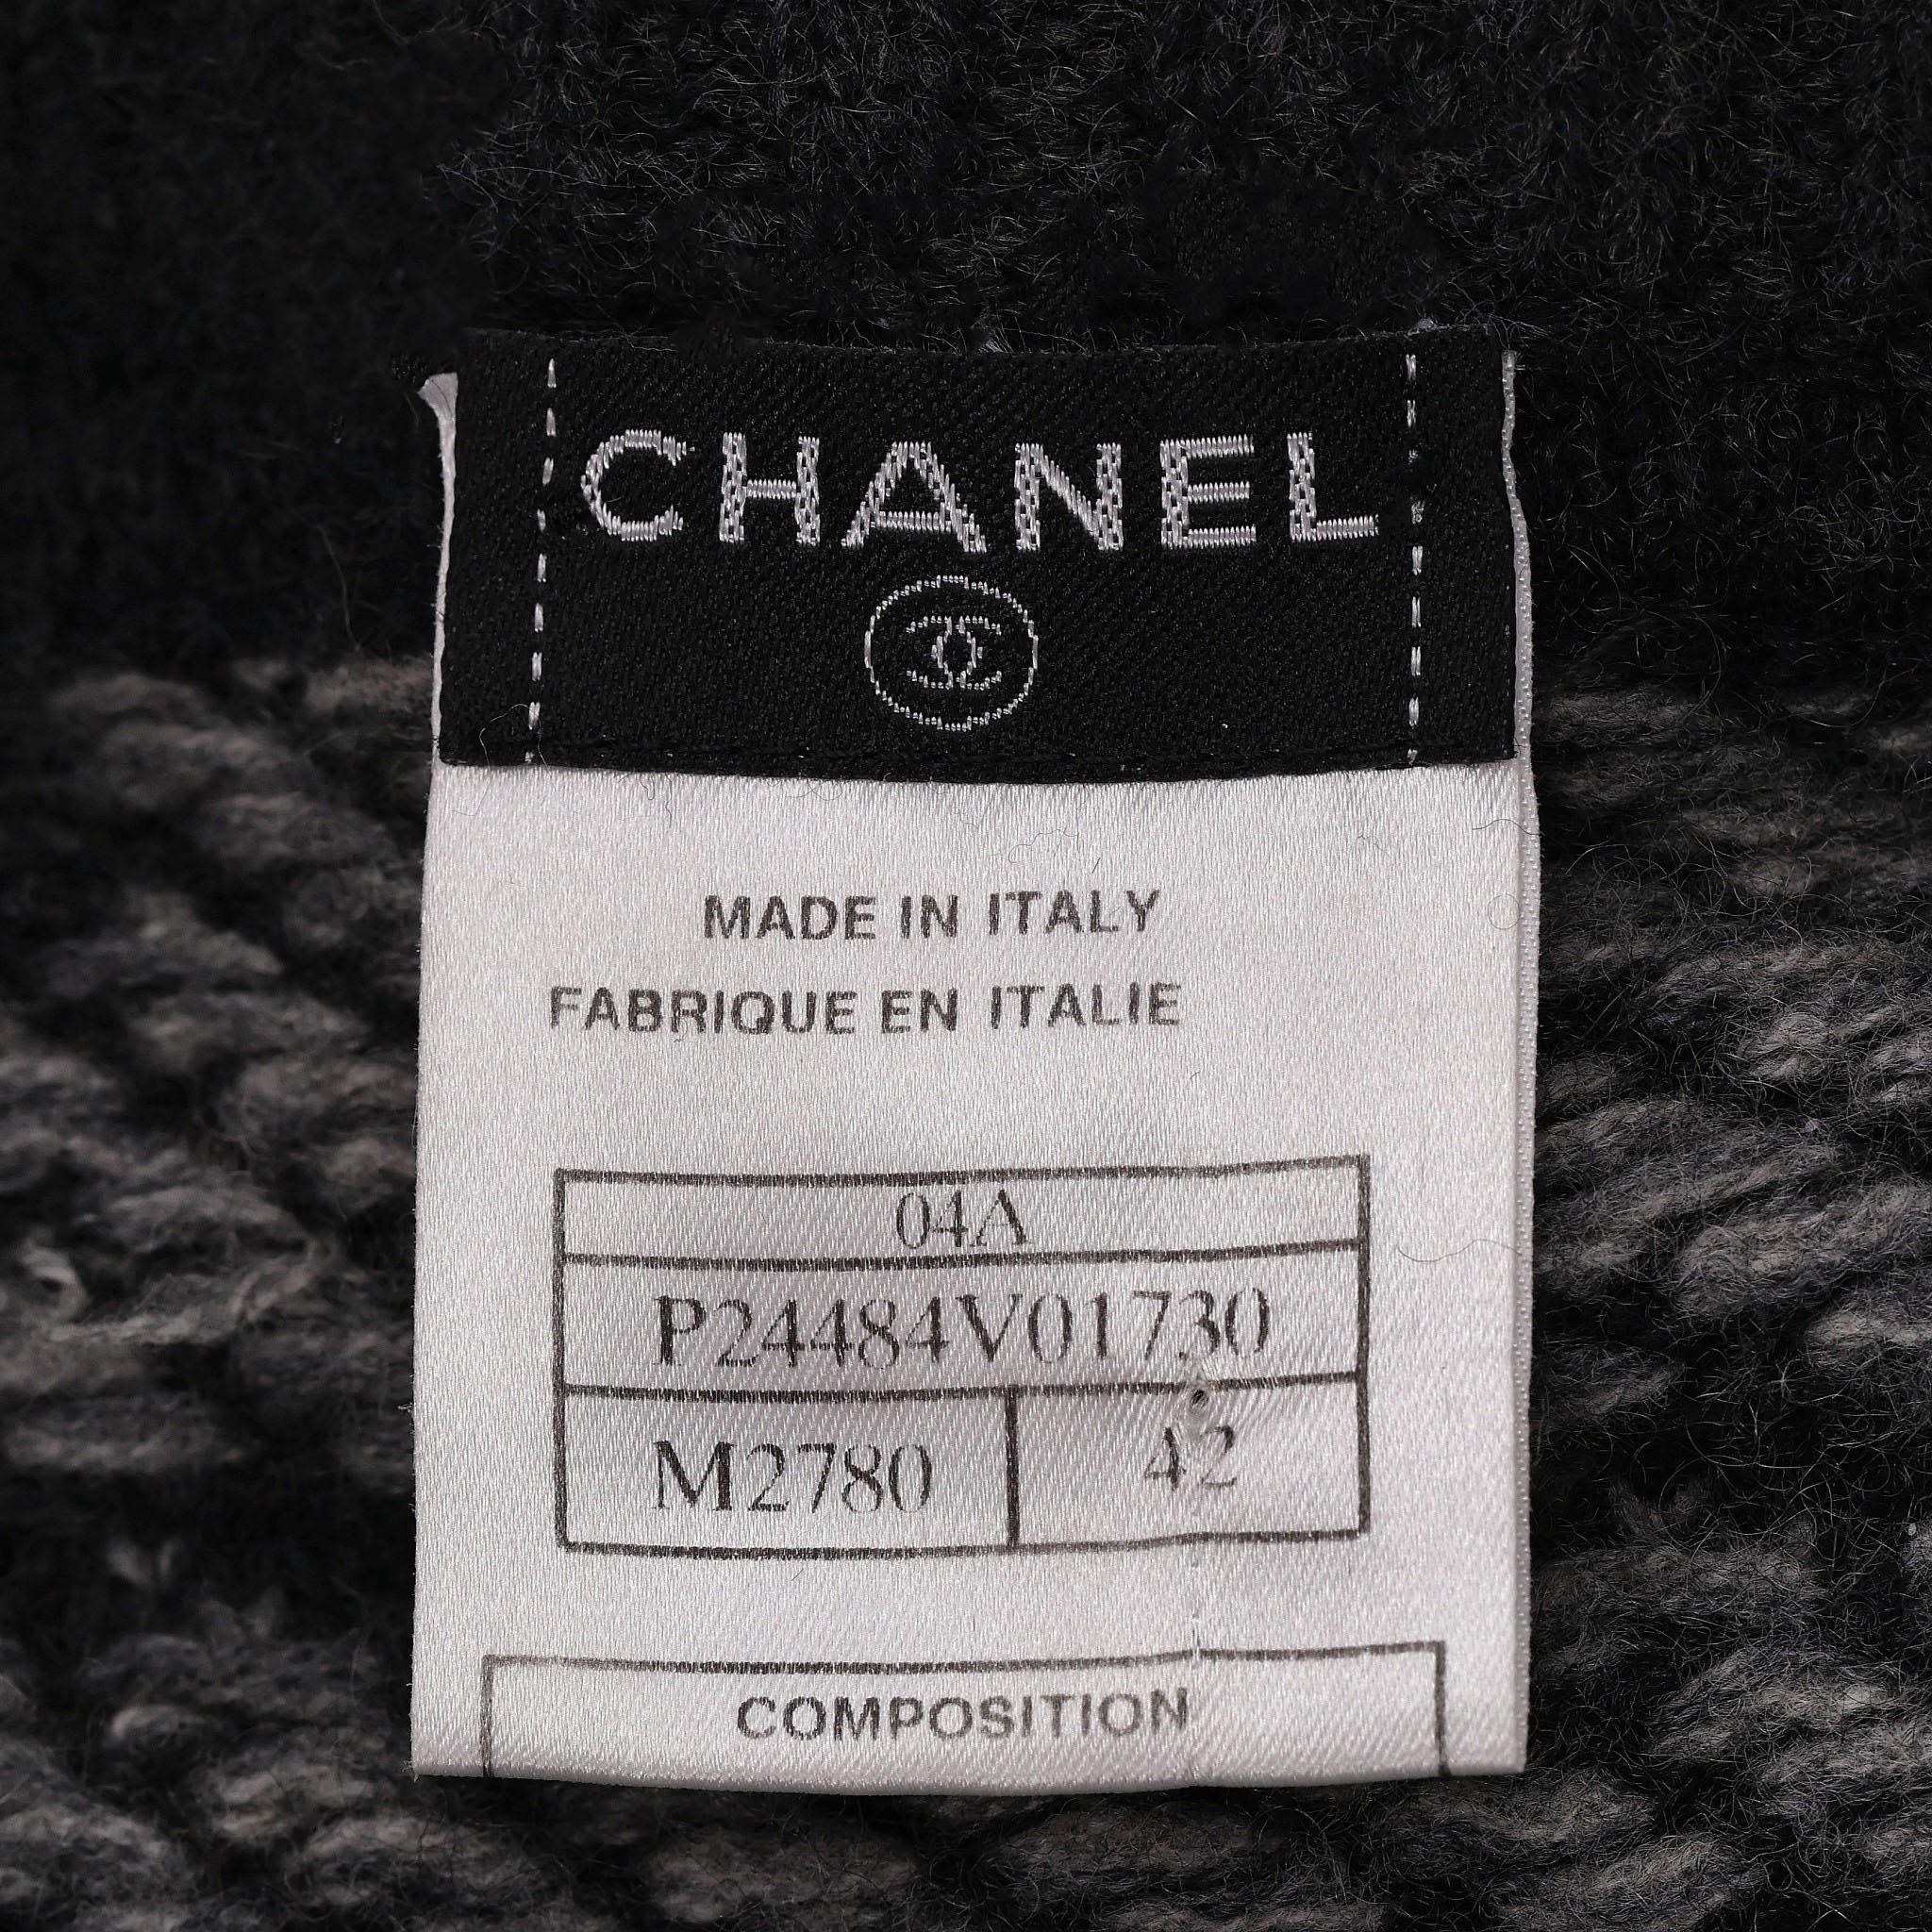 CHANEL
MADE IN ITALY
FABRIQUE EN ITALIE
04A
P24484V01730
M2780 42
COMPOSITION